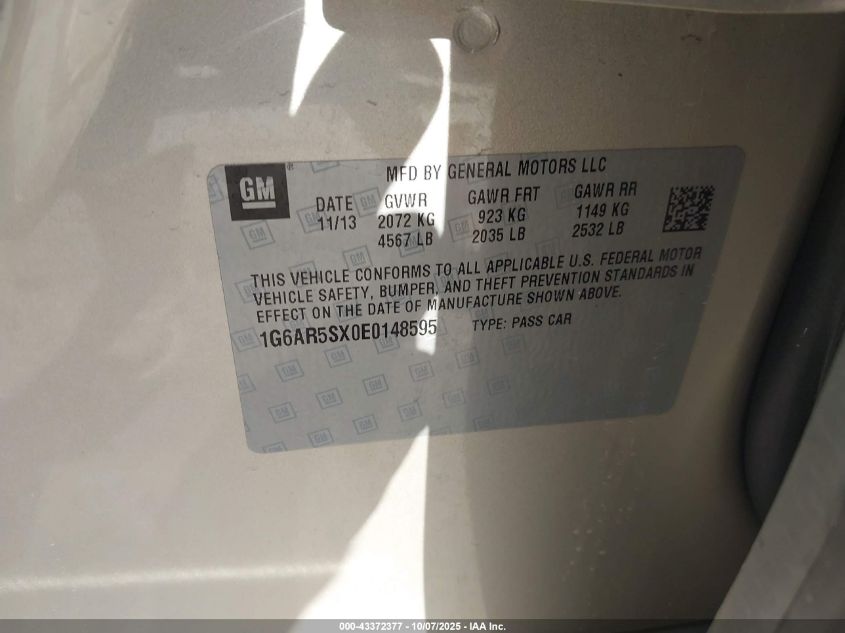 GM
MFD BY GENERAL MOTORS LLC
DATE GVWR GAWR FRT GAWR RR
11/13 2072 KG 923 KG 1149 KG
4567 LB 2035 LB 2532 LB
THIS VEHICLE CONFORMS TO ALL APPLICABLE U.S. FEDERAL MOTOR
VEHICLE SAFETY, BUMPER, AND THEFT PREVENTION STANDARDS IN
EFFECT ON THE DATE OF MANUFACTURE SHOWN ABOVE.
1G6AR5SX0E0148595 TYPE: PASS CAR
000-43372377 - 10/07/2025 - IAA Inc.